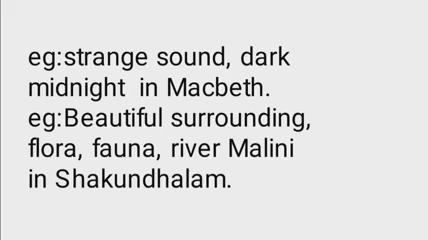 eg:strange sound, dark
midnight  in Macbeth.
eg:Beautiful surrounding,
flora, fauna, river Malini
in Shakundhalam.